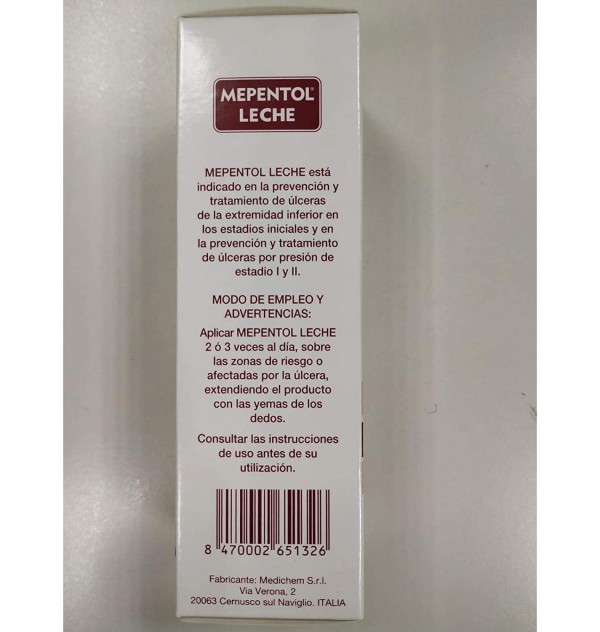 MEPENTOL®
LECHE
MEPENTOL LECHE está
indicado en la prevención y
tratamiento de úlceras
de la extremidad inferior en
los estadios iniciales y en
la prevención y tratamiento
de úlceras por presión de
estadio I y II.
MODO DE EMPLEO Y
ADVERTENCIAS:
Aplicar MEPENTOL LECHE
2 ó 3 veces al día, sobre
las zonas de riesgo o
afectadas por la úlcera,
extendiendo el producto
con las yemas de los
dedos.
Consultar las instrucciones
de uso antes de su
utilización.
8 470002 651326
Fabricante: Medichem S.r.l.
Via Verona, 2
20063 Cernusco sul Naviglio. ITALIA